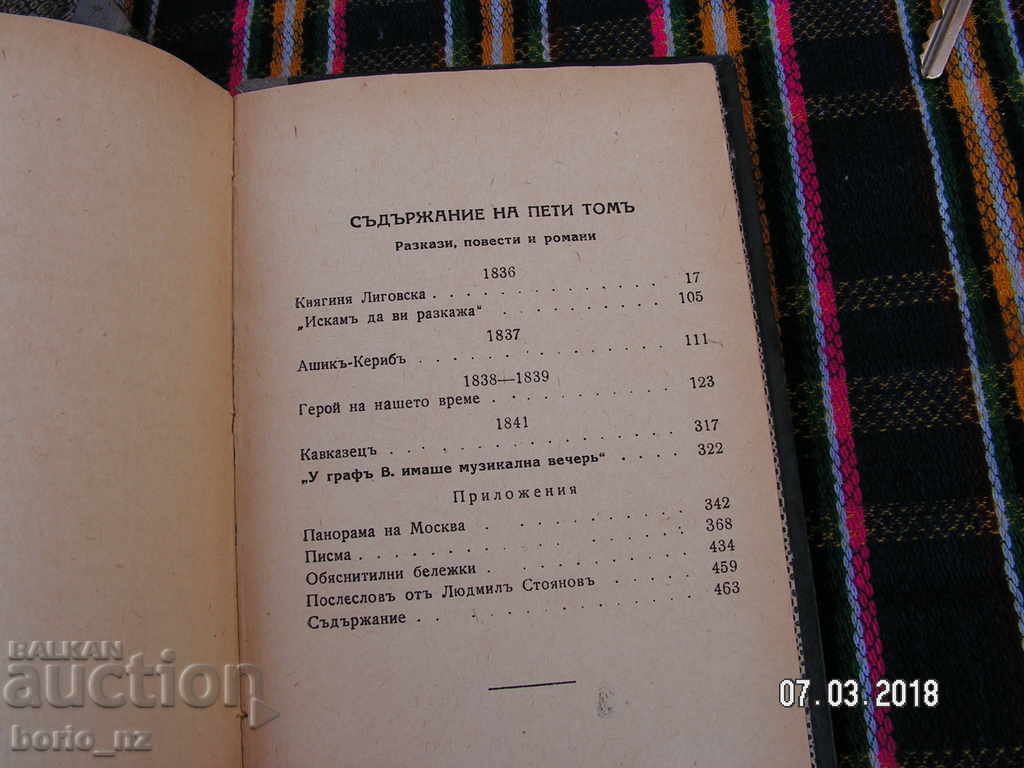 СЪДЪРЖАНИЕ НА ПЕТИ ТОМЪ
Разкази, повести и романи
1836
Княгиня Лиговска . . . . . . . . . . . . . . 17
„Искамъ да ви разкажа“ . . . . . . . . . . 105
1837
Ашикъ-Керибъ . . . . . . . . . . . . . . 111
1838—1839
Герой на нашето време . . . . . . . . . . 123
1841
Кавказецъ . . . . . . . . . . . . . . 317
„У графъ В. имаше музикална вечерь“ . . . . 322
Приложения
Панорама на Москва . . . . . . . . . . 342
Писма . . . . . . . . . . . . . . 368
Обяснитилни бележки . . . . . . . . . . 434
Послесловъ отъ Людмилъ Стояновъ . . . . . 459
Съдържание . . . . . . . . . . . . . . 463
BALKAN
auction
borio_nz
07.03.2018